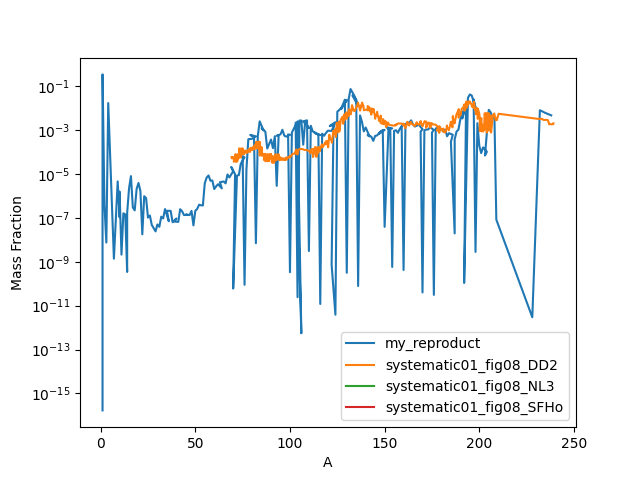 10⁻¹
10⁻³
10⁻⁵
10⁻⁷
10⁻⁹
10⁻¹¹
10⁻¹³
10⁻¹⁵
Mass Fraction
0 50 100 150 200 250
A
my_reproduct
systematic01_fig08_DD2
systematic01_fig08_NL3
systematic01_fig08_SFHo